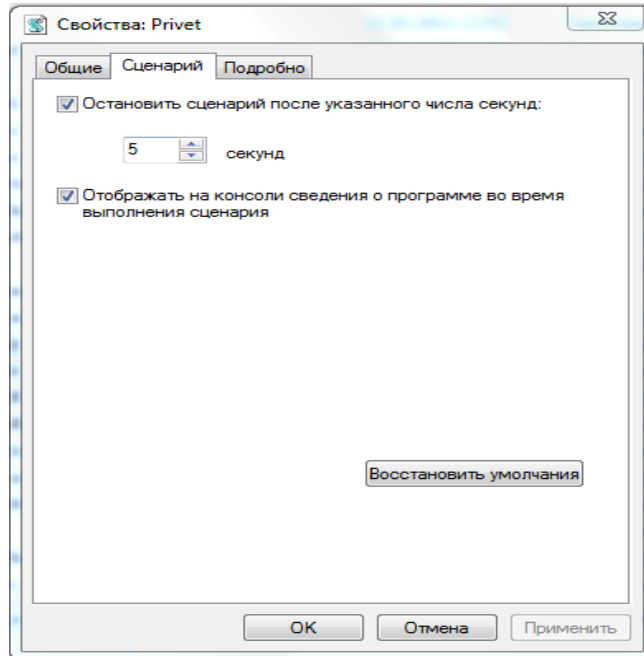 Свойства: Privet
Общие Сценарий Подробно
Остановить сценарий после указанного числа секунд:
5 секунд
Отображать на консоли сведения о программе во время
выполнения сценария
Восстановить умолчания
OK Отмена Применить